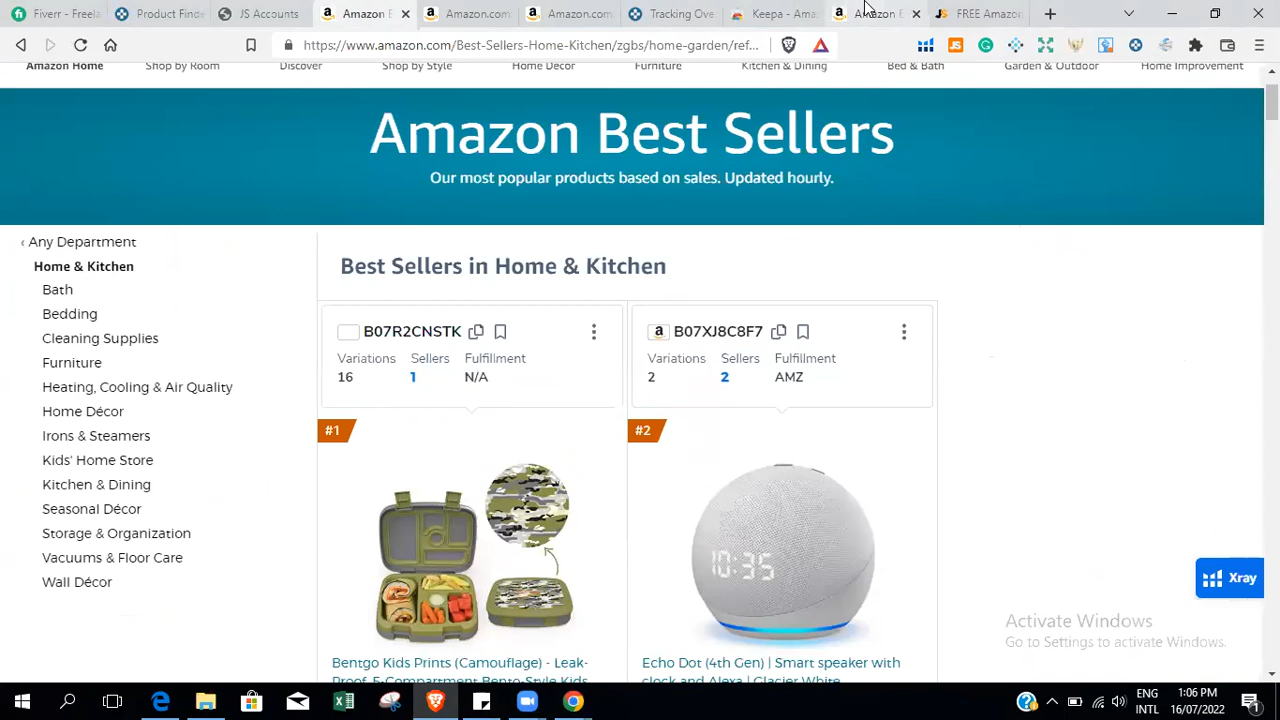 Fiverr - Freela
Product Finde
JS Accounts
Amazon B
Amazon.com
Amazon.com
Tracking Ove
Keepa - Ama
Amazon B
FREE Amazon
https://www.amazon.com/Best-Sellers-Home-Kitchen/zgbs/home-garden/ref...
Amazon Home Shop by Room Discover Shop by Style Home Decor Furniture Kitchen & Dining Bed & Bath Garden & Outdoor Home Improvement
Amazon Best Sellers
Our most popular products based on sales. Updated hourly.
‹ Any Department
Home & Kitchen
Bath
Bedding
Cleaning Supplies
Furniture
Heating, Cooling & Air Quality
Home Décor
Irons & Steamers
Kids' Home Store
Kitchen & Dining
Seasonal Décor
Storage & Organization
Vacuums & Floor Care
Wall Décor
Best Sellers in Home & Kitchen
B07R2CNSTK
Variations Sellers Fulfillment
16 1 N/A
#1
Bentgo Kids Prints (Camouflage) - Leak-
Proof, 5-Compartment Bento-Style Kids
B07XJ8C8F7
Variations Sellers Fulfillment
2 2 AMZ
#2
10:35
Echo Dot (4th Gen) | Smart speaker with
clock and Alexa | Glacier White
Xray
Activate Windows
Go to Settings to activate Windows.
ENG
INTL
1:06 PM
16/07/2022